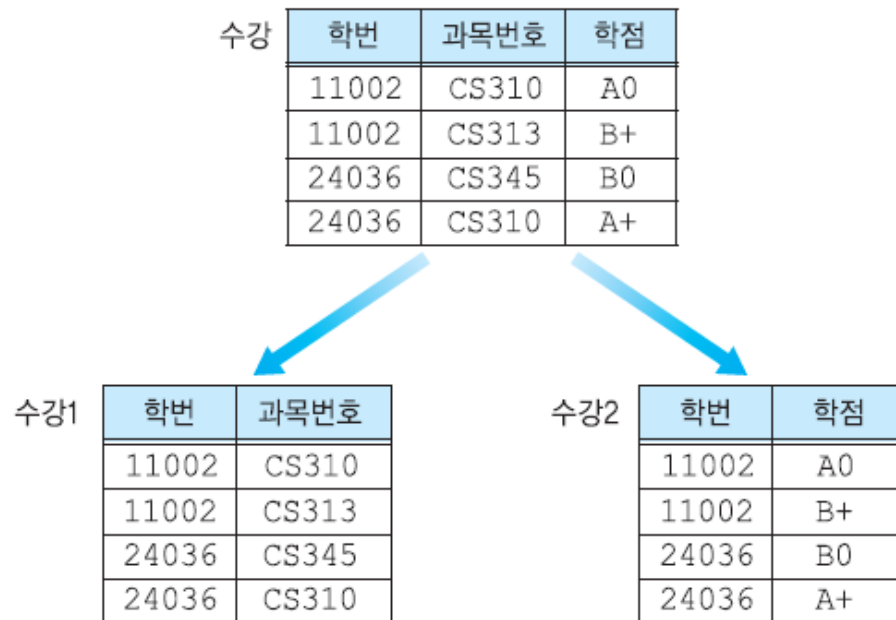 수강 학번 과목번호 학점
11002 CS310 A0
11002 CS313 B+
24036 CS345 B0
24036 CS310 A+
수강1 학번 과목번호
11002 CS310
11002 CS313
24036 CS345
24036 CS310
수강2 학번 학점
11002 A0
11002 B+
24036 B0
24036 A+